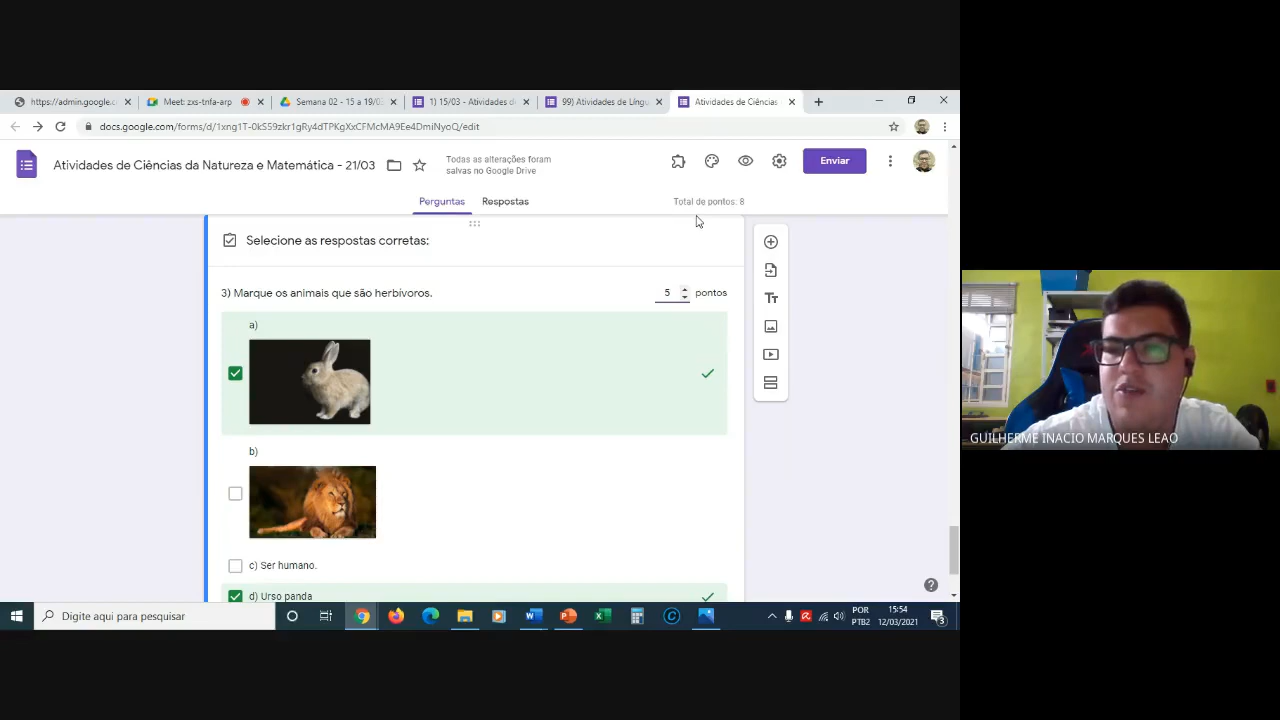 https://admin.google.c
Meet: zxs-tnfa-arp
Semana 02 - 15 a 19/03
1) 15/03 - Atividades de
99) Atividades de Língu
Atividades de Ciências
docs.google.com/forms/d/1xng1T-0kS59zkr1gRy4dTPKgXxCFMcMA9Ee4DmiNyoQ/edit
Atividades de Ciências da Natureza e Matemática - 21/03
Todas as alterações foram
salvas no Google Drive
Enviar
Perguntas
Respostas
Total de pontos: 8
Selecione as respostas corretas:
3) Marque os animais que são herbívoros.
5 pontos
a)
b)
c) Ser humano.
d) Urso panda
GUILHERME INACIO MARQUES LEAO
Digite aqui para pesquisar
POR
PTB2
15:54
12/03/2021
3